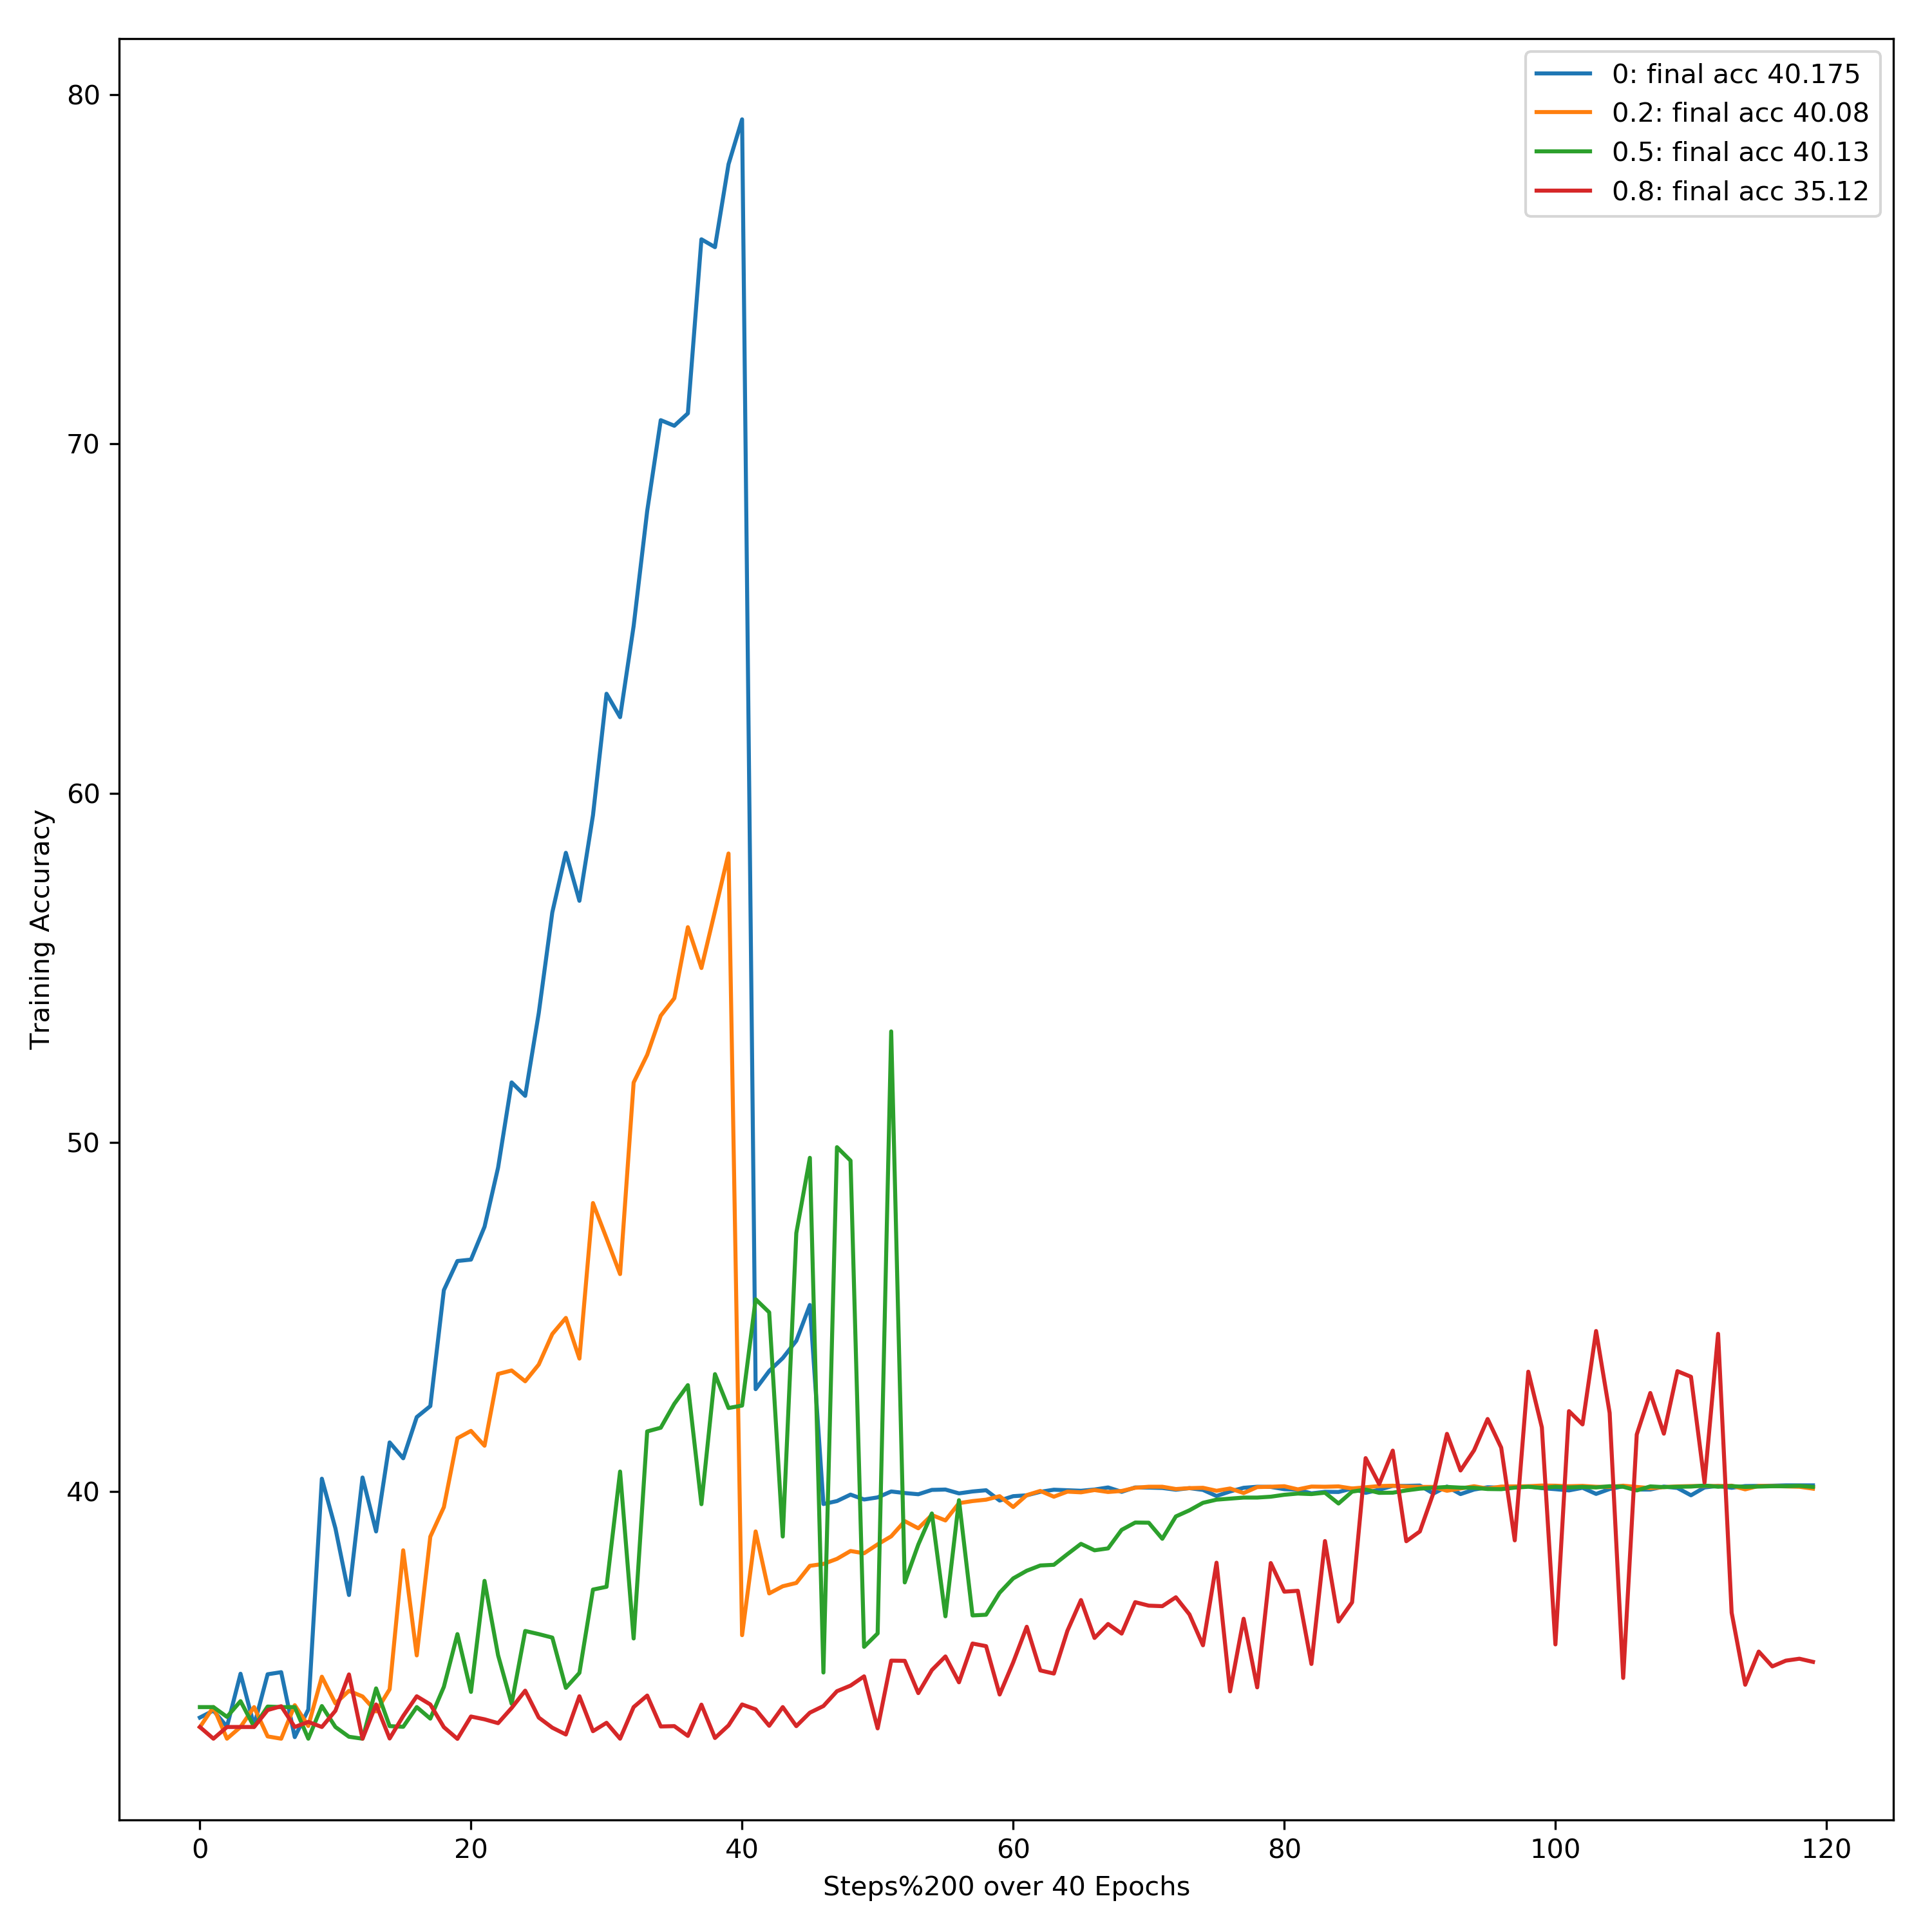 0: final acc 40.175
0.2: final acc 40.08
0.5: final acc 40.13
0.8: final acc 35.12
80
70
60
50
40
Training Accuracy
0 20 40 60 80 100 120
Steps%200 over 40 Epochs